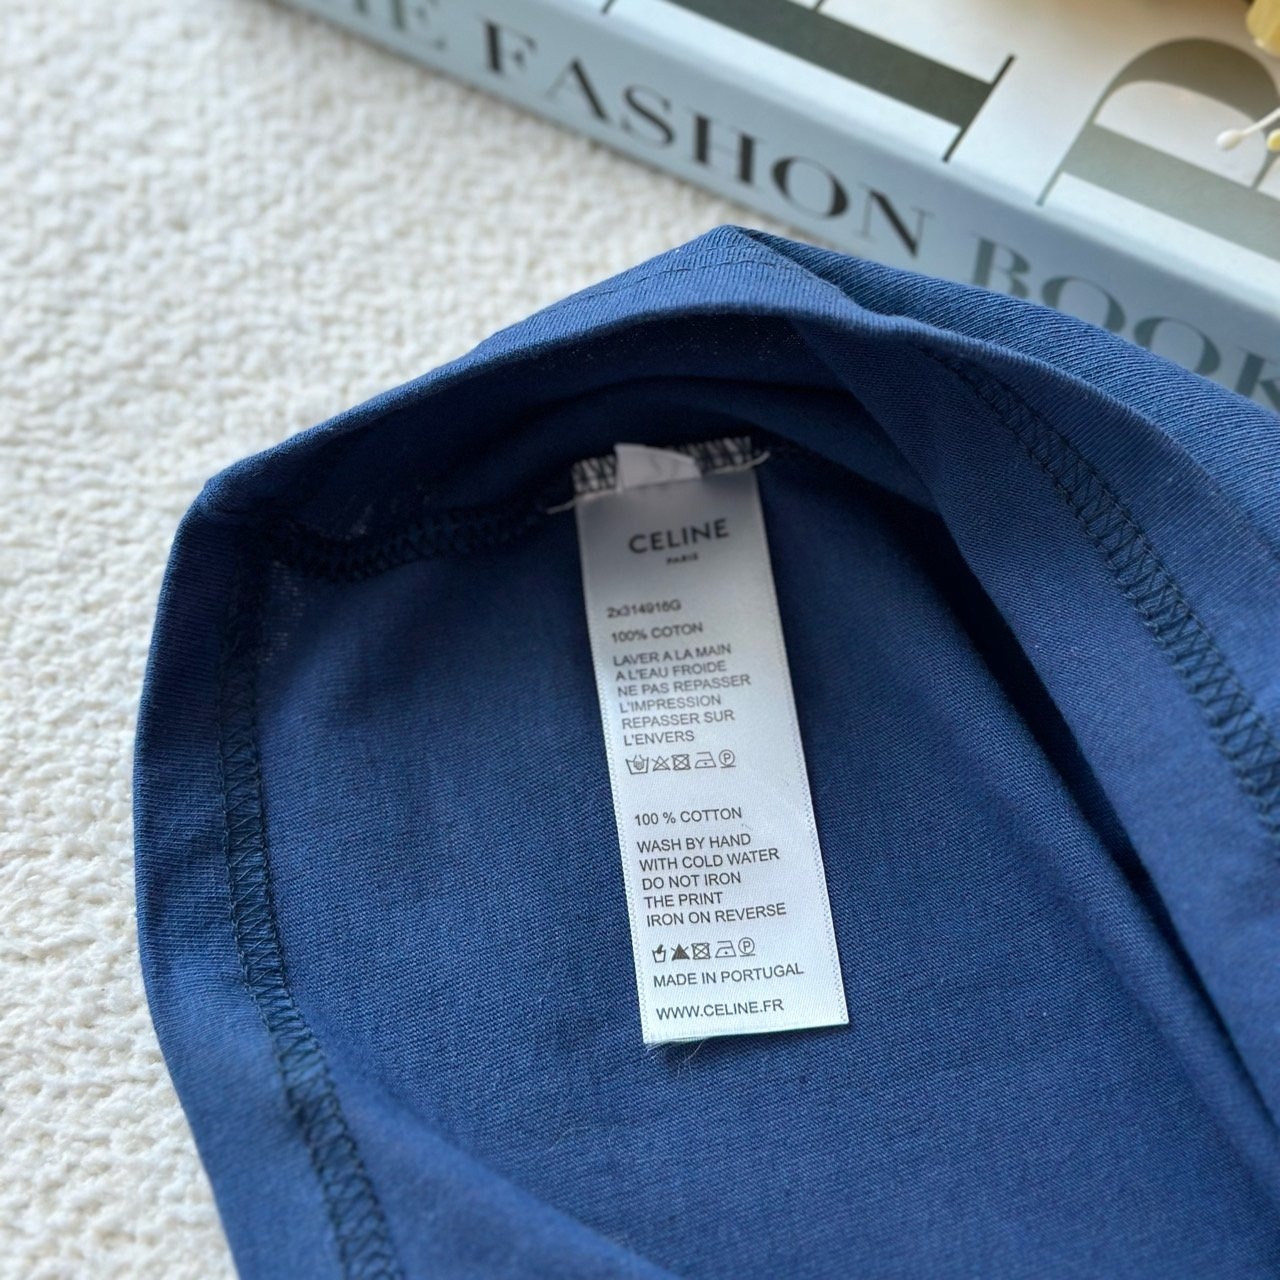 FASHION BOOK
CELINE
PARIS
2x314916G
100% COTON
LAVER A LA MAIN
A L'EAU FROIDE
NE PAS REPASSER
L'IMPRESSION
REPASSER SUR
L'ENVERS
100 % COTTON
WASH BY HAND
WITH COLD WATER
DO NOT IRON
THE PRINT
IRON ON REVERSE
MADE IN PORTUGAL
WWW.CELINE.FR